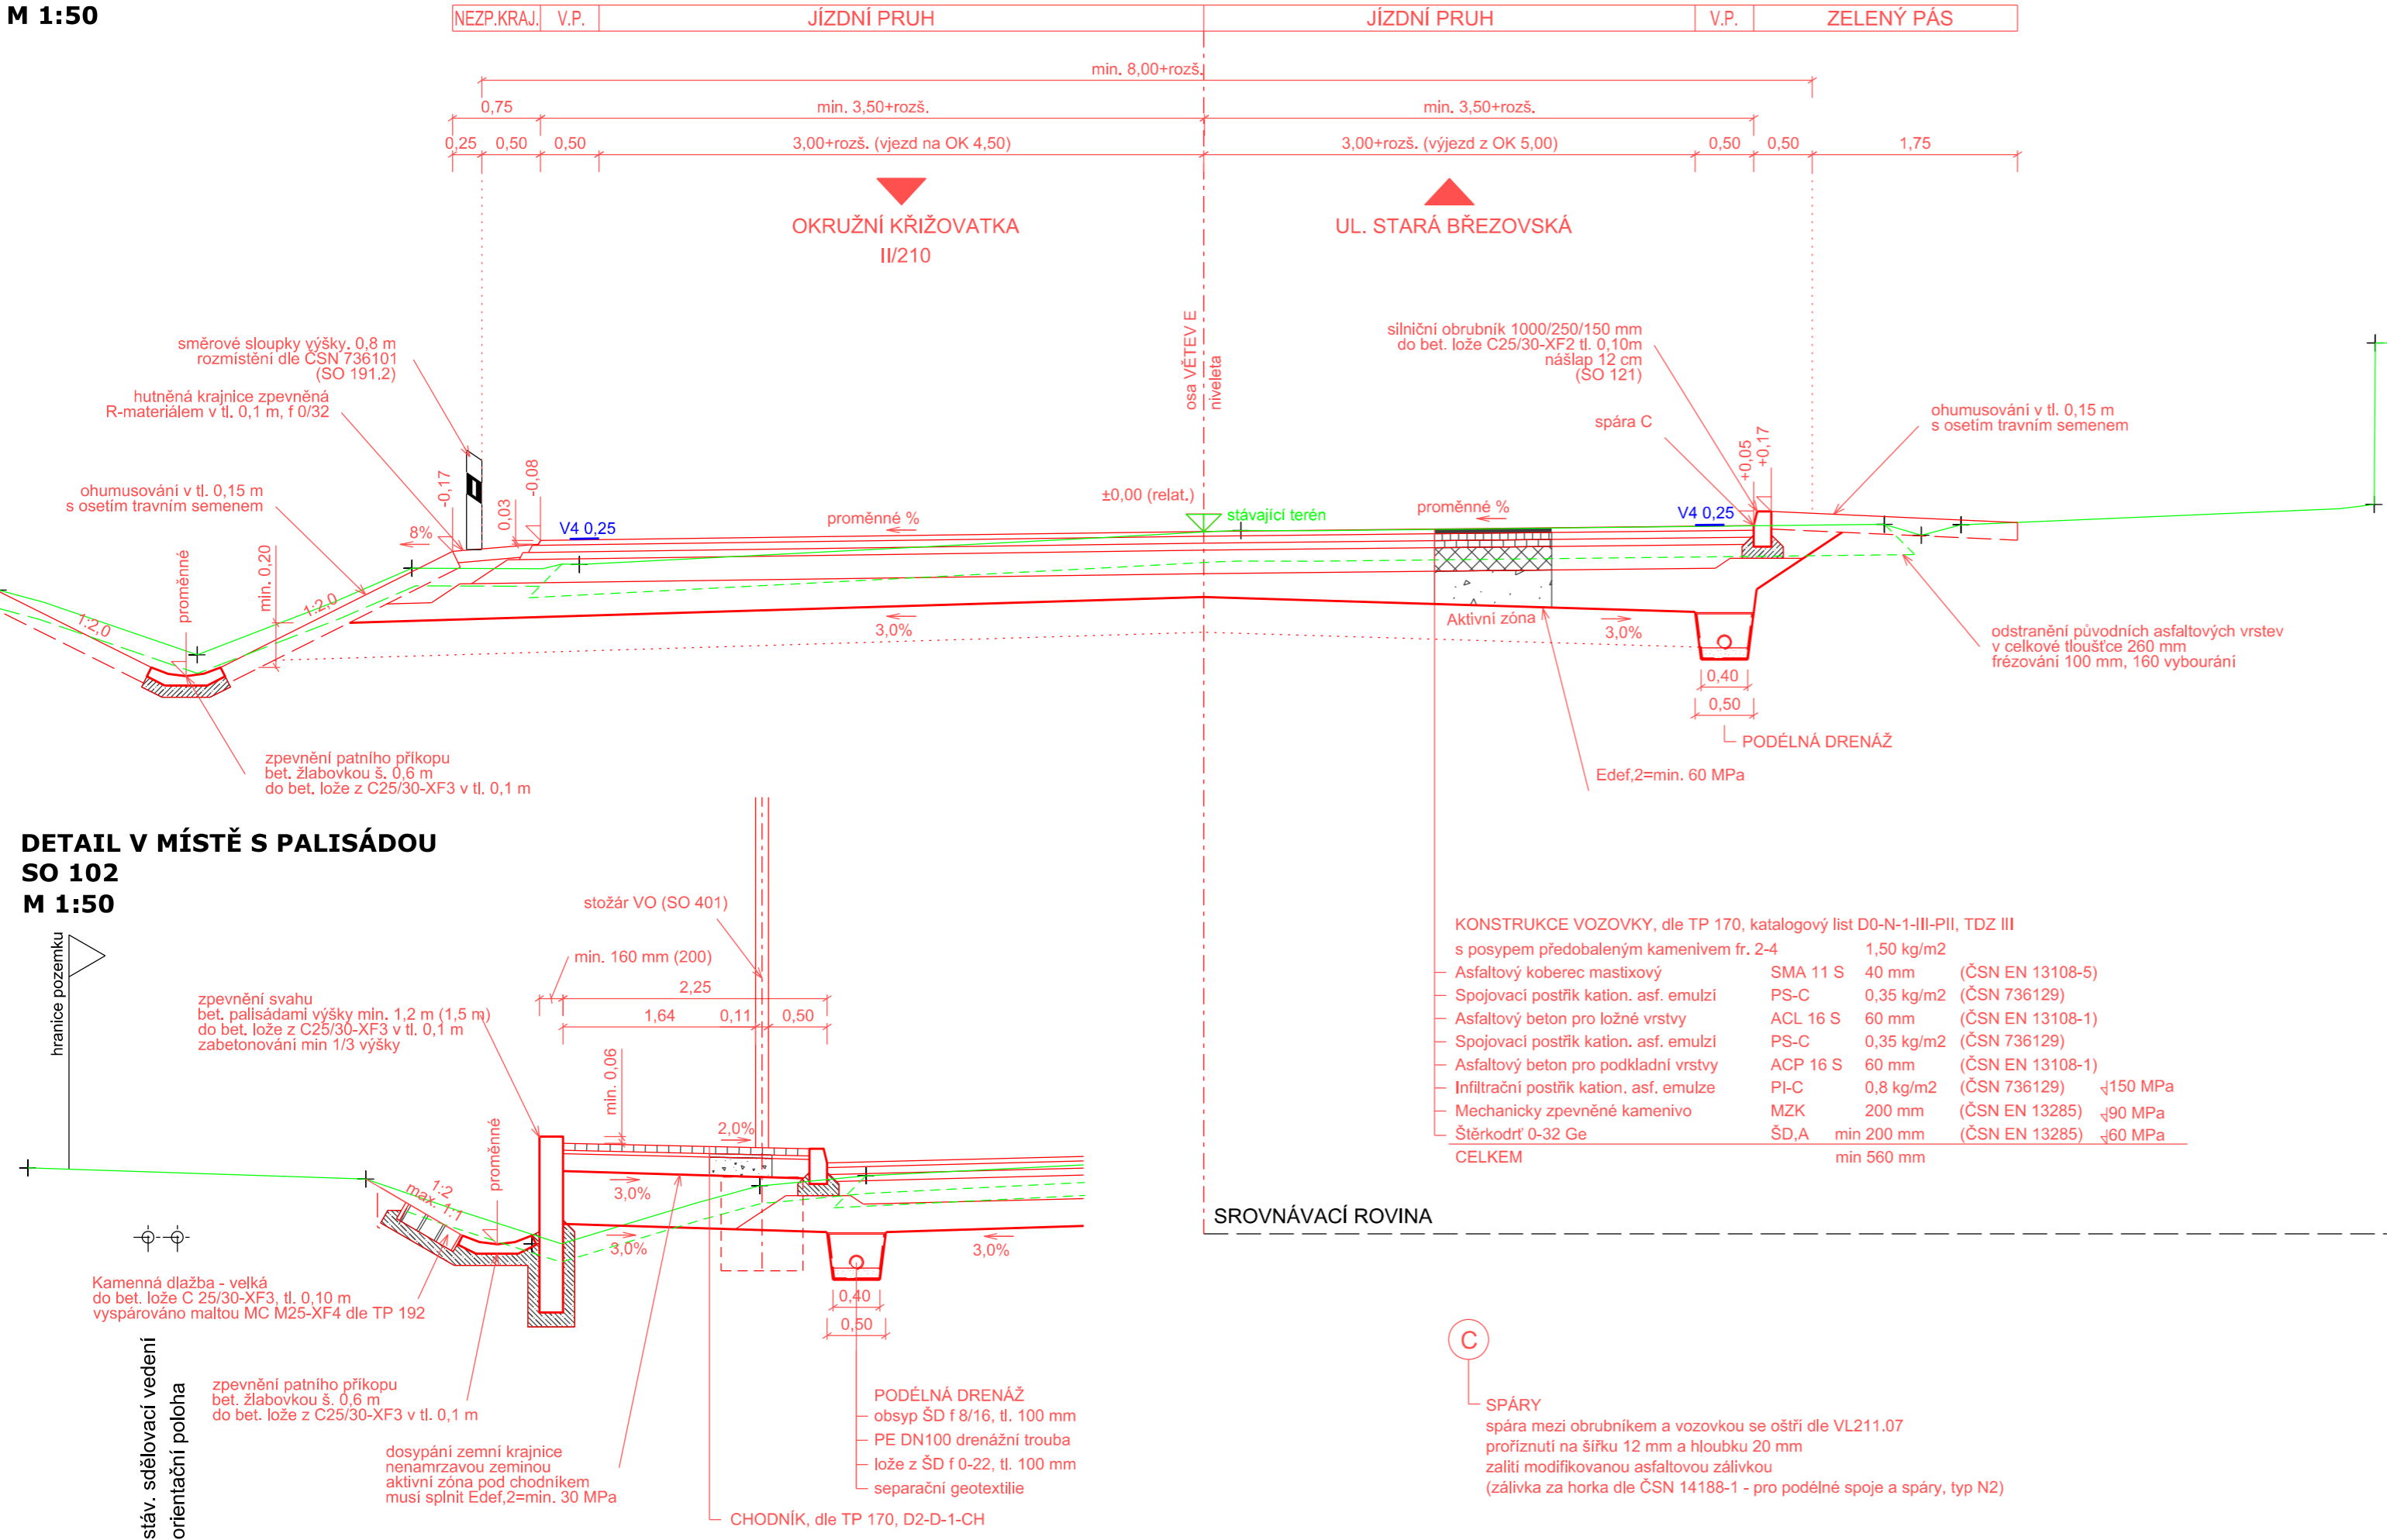 M 1:50
NEZP.KRAJ.
V.P.
JÍZDNÍ PRUH
JÍZDNÍ PRUH
V.P.
ZELENÝ PÁS
min. 8,00+rozš.
0,75
min. 3,50+rozš.
min. 3,50+rozš.
0,25
0,50
0,50
3,00+rozš. (vjezd na OK 4,50)
3,00+rozš. (výjezd z OK 5,00)
0,50
0,50
1,75
OKRUŽNÍ KŘIŽOVATKA
II/210
UL. STARÁ BŘEZOVSKÁ
osa VĚTEV E
niveleta
směrové sloupky výšky. 0,8 m
rozmístění dle ČSN 736101
(SO 191.2)
hutněná krajnice zpevněná
R-materiálem v tl. 0,1 m, f 0/32
ohumusování v tl. 0,15 m
s osetím travním semenem
silniční obrubník 1000/250/150 mm
do bet. lože C25/30-XF2 tl. 0,10m
nášlap 12 cm
(SO 121)
spára C
ohumusování v tl. 0,15 m
s osetím travním semenem
-0,17
0,03
-0,08
+0,05
+0,17
8%
V4 0,25
proměnné %
±0,00 (relat.)
stávající terén
proměnné %
V4 0,25
proměnné
min. 0,20
1:2,0
1:2,0
3,0%
Aktivní zóna
3,0%
odstranění původních asfaltových vrstev
v celkové tloušťce 260 mm
frézování 100 mm, 160 vybourání
0,40
0,50
PODÉLNÁ DRENÁŽ
Edef,2=min. 60 MPa
zpevnění patního příkopu
bet. žlabovkou š. 0,6 m
do bet. lože z C25/30-XF3 v tl. 0,1 m
DETAIL V MÍSTĚ S PALISÁDOU
SO 102
M 1:50
hranice pozemku
stožár VO (SO 401)
min. 160 mm (200)
2,25
1,64
0,11
0,50
zpevnění svahu
bet. palisádami výšky min. 1,2 m (1,5 m)
do bet. lože z C25/30-XF3 v tl. 0,1 m
zabetonování min 1/3 výšky
min. 0,06
proměnné
2,0%
1:2
max. 1:1
3,0%
3,0%
3,0%
0,40
0,50
Kamenná dlažba - velká
do bet. lože C 25/30-XF3, tl. 0,10 m
vyspárováno maltou MC M25-XF4 dle TP 192
stáv. sdělovací vedení
orientační poloha
zpevnění patního příkopu
bet. žlabovkou š. 0,6 m
do bet. lože z C25/30-XF3 v tl. 0,1 m
dosypání zemní krajnice
nenamrzavou zeminou
aktivní zóna pod chodníkem
musí splnit Edef,2=min. 30 MPa
PODÉLNÁ DRENÁŽ
obsyp ŠD f 8/16, tl. 100 mm
PE DN100 drenážní trouba
lože z ŠD f 0-22, tl. 100 mm
separační geotextilie
CHODNÍK, dle TP 170, D2-D-1-CH
KONSTRUKCE VOZOVKY, dle TP 170, katalogový list D0-N-1-III-PII, TDZ III
s posypem předobaleným kamenivem fr. 2-4 1,50 kg/m2
Asfaltový koberec mastixový SMA 11 S 40 mm (ČSN EN 13108-5)
Spojovací postřik kation. asf. emulzí PS-C 0,35 kg/m2 (ČSN 736129)
Asfaltový beton pro ložné vrstvy ACL 16 S 60 mm (ČSN EN 13108-1)
Spojovací postřik kation. asf. emulzí PS-C 0,35 kg/m2 (ČSN 736129)
Asfaltový beton pro podkladní vrstvy ACP 16 S 60 mm (ČSN EN 13108-1)
Infiltrační postřik kation. asf. emulze PI-C 0,8 kg/m2 (ČSN 736129) 150 MPa
Mechanicky zpevněné kamenivo MZK 200 mm (ČSN EN 13285) 90 MPa
Štěrkodrť 0-32 Ge ŠD,A min 200 mm (ČSN EN 13285) 60 MPa
CELKEM min 560 mm
SROVNÁVACÍ ROVINA
C
SPÁRY
spára mezi obrubníkem a vozovkou se oštří dle VL211.07
proříznutí na šířku 12 mm a hloubku 20 mm
zalití modifikovanou asfaltovou zálivkou
(zálivka za horka dle ČSN 14188-1 - pro podélné spoje a spáry, typ N2)